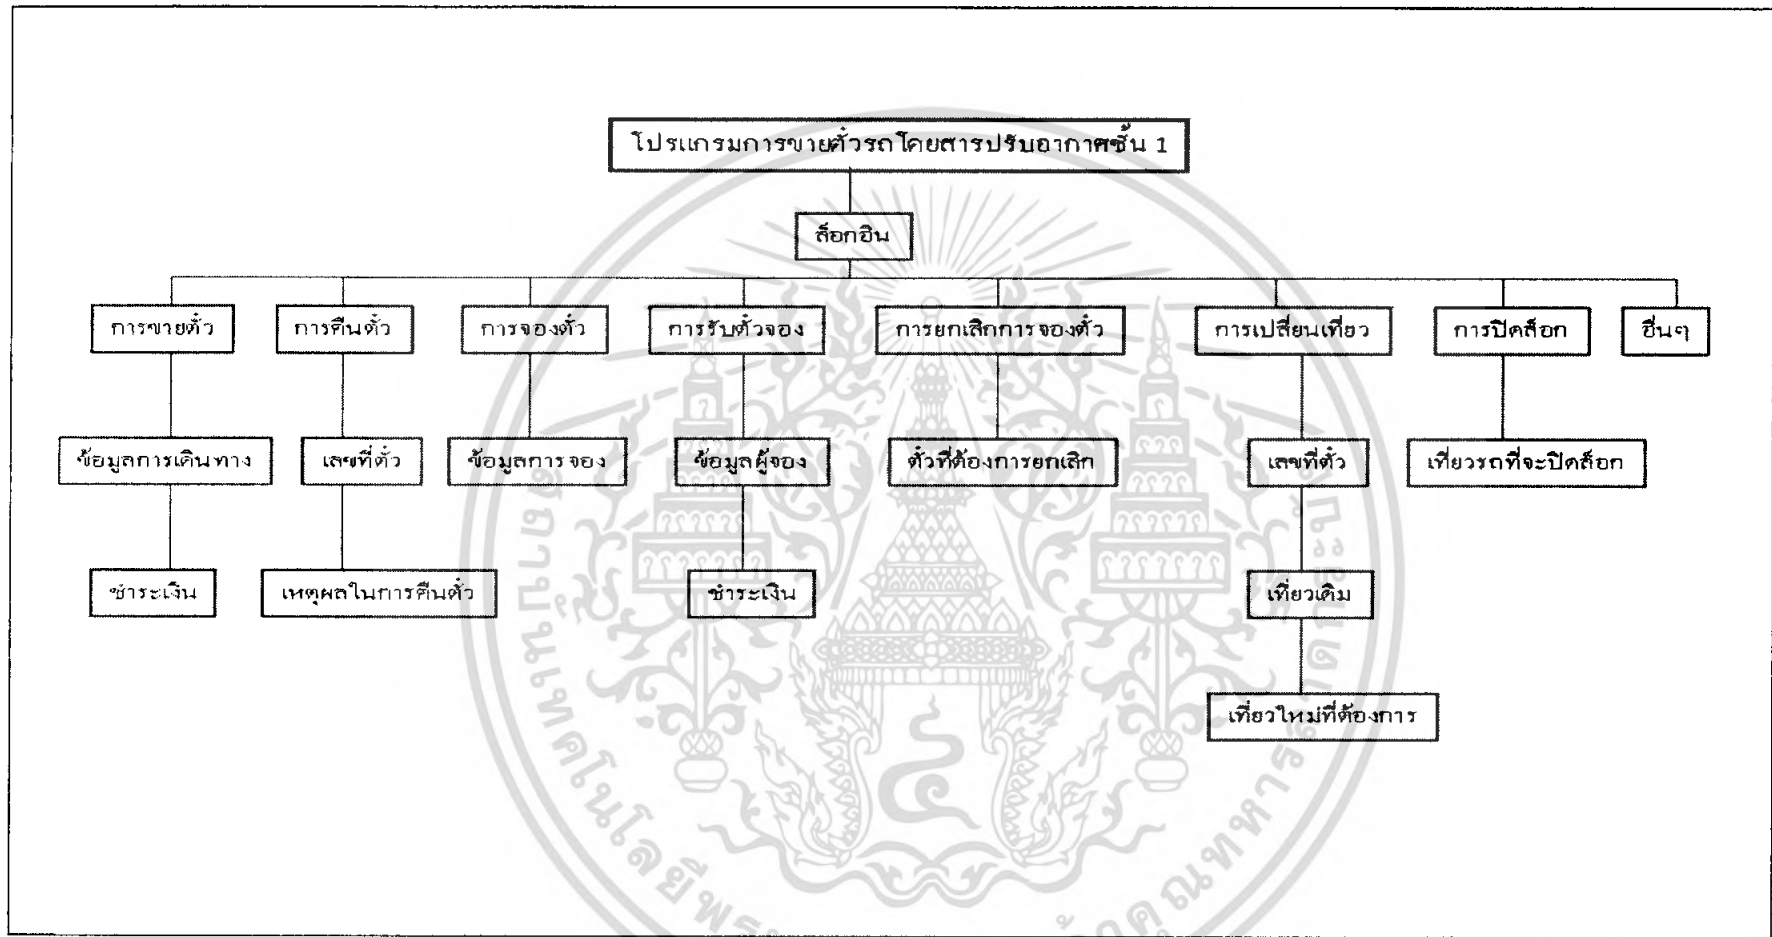 โปรแกรมการขายตั๋วรถโดยสารปรับอากาศชั้น 1
ล็อกอิน
การขายตั๋ว
การคืนตั๋ว
การจองตั๋ว
การรับตั๋วจอง
การยกเลิกการจองตั๋ว
การเปลี่ยนเที่ยว
การปิดล็อก
อื่นๆ
ข้อมูลการเดินทาง
เลขที่ตั๋ว
ข้อมูลการจอง
ข้อมูลผู้จอง
ตั๋วที่ต้องการยกเลิก
เลขที่ตั๋ว
เที่ยวรถที่จะปิดล็อก
ชำระเงิน
เหตุผลในการคืนตั๋ว
ชำระเงิน
เที่ยวเดิม
เที่ยวใหม่ที่ต้องการ